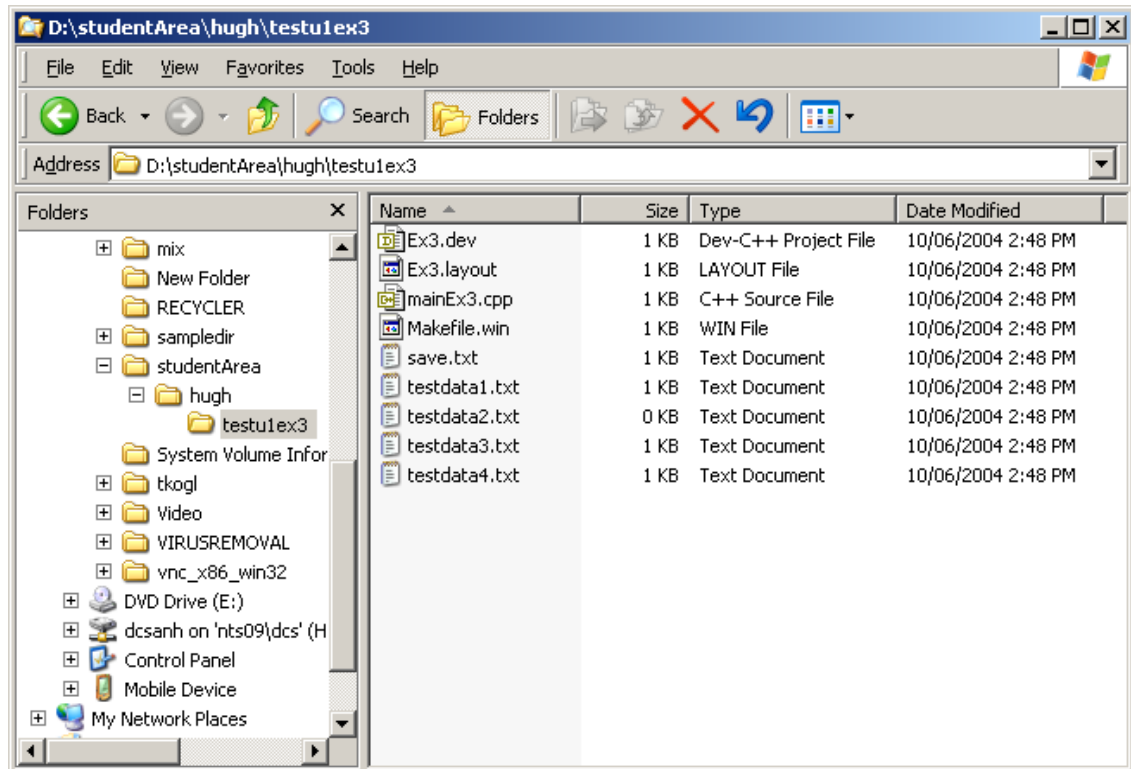 D:\studentArea\hugh\testu1ex3
File Edit View Favorites Tools Help
Back Search Folders
Address D:\studentArea\hugh\testu1ex3
Folders
mix
New Folder
RECYCLER
sampledir
studentArea
hugh
testu1ex3
System Volume Infor
tkogl
Video
VIRUSREMOVAL
vnc_x86_win32
DVD Drive (E:)
dcsanh on 'nts09\dcs' (H
Control Panel
Mobile Device
My Network Places
Name Size Type Date Modified
Ex3.dev 1 KB Dev-C++ Project File 10/06/2004 2:48 PM
Ex3.layout 1 KB LAYOUT File 10/06/2004 2:48 PM
mainEx3.cpp 1 KB C++ Source File 10/06/2004 2:48 PM
Makefile.win 1 KB WIN File 10/06/2004 2:48 PM
save.txt 1 KB Text Document 10/06/2004 2:48 PM
testdata1.txt 1 KB Text Document 10/06/2004 2:48 PM
testdata2.txt 0 KB Text Document 10/06/2004 2:48 PM
testdata3.txt 1 KB Text Document 10/06/2004 2:48 PM
testdata4.txt 1 KB Text Document 10/06/2004 2:48 PM